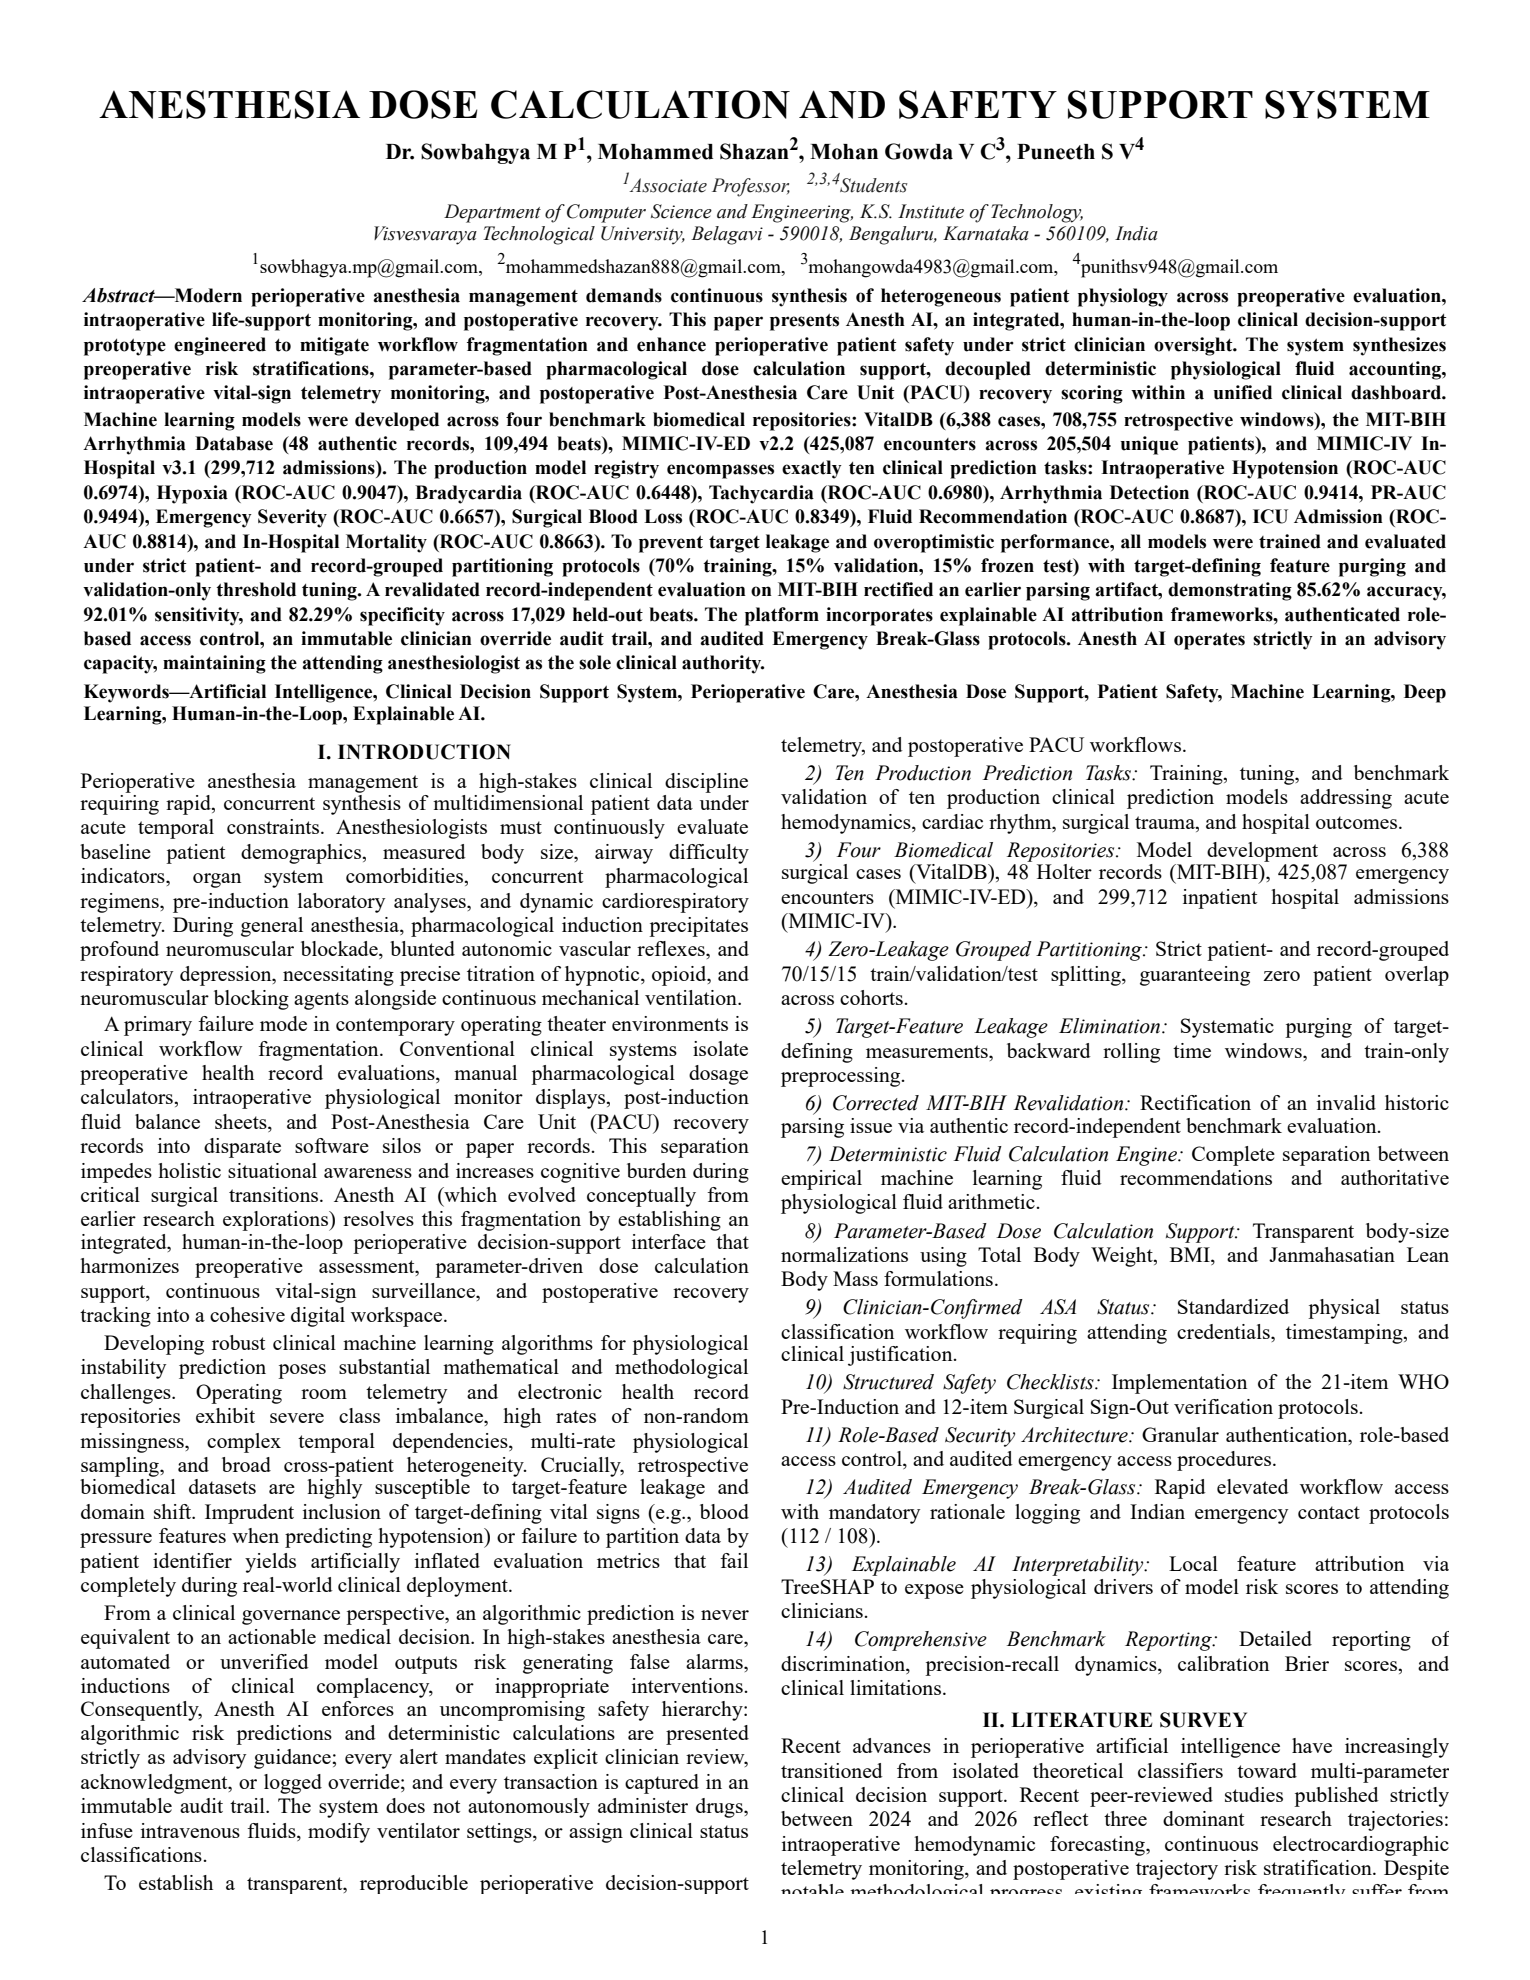 ANESTHESIA DOSE CALCULATION AND SAFETY SUPPORT SYSTEM
Dr. Sowbahgya M P1, Mohammed Shazan2, Mohan Gowda V C3, Puneeth S V4
1Associate Professor, 2,3,4Students
Department of Computer Science and Engineering, K.S. Institute of Technology,
Visvesvaraya Technological University, Belagavi - 590018, Bengaluru, Karnataka - 560109, India
1sowbhagya.mp@gmail.com, 2mohammedshazan888@gmail.com, 3mohangowda4983@gmail.com, 4punithsv948@gmail.com
Abstract—Modern perioperative anesthesia management demands continuous synthesis of heterogeneous patient physiology across preoperative evaluation,
intraoperative life-support monitoring, and postoperative recovery. This paper presents Anesth AI, an integrated, human-in-the-loop clinical decision-support
prototype engineered to mitigate workflow fragmentation and enhance perioperative patient safety under strict clinician oversight. The system synthesizes
preoperative risk stratifications, parameter-based pharmacological dose calculation support, decoupled deterministic physiological fluid accounting,
intraoperative vital-sign telemetry monitoring, and postoperative Post-Anesthesia Care Unit (PACU) recovery scoring within a unified clinical dashboard.
Machine learning models were developed across four benchmark biomedical repositories: VitalDB (6,388 cases, 708,755 retrospective windows), the MIT-BIH
Arrhythmia Database (48 authentic records, 109,494 beats), MIMIC-IV-ED v2.2 (425,087 encounters across 205,504 unique patients), and MIMIC-IV In-
Hospital v3.1 (299,712 admissions). The production model registry encompasses exactly ten clinical prediction tasks: Intraoperative Hypotension (ROC-AUC
0.6974), Hypoxia (ROC-AUC 0.9047), Bradycardia (ROC-AUC 0.6448), Tachycardia (ROC-AUC 0.6980), Arrhythmia Detection (ROC-AUC 0.9414, PR-AUC
0.9494), Emergency Severity (ROC-AUC 0.6657), Surgical Blood Loss (ROC-AUC 0.8349), Fluid Recommendation (ROC-AUC 0.8687), ICU Admission (ROC-
AUC 0.8814), and In-Hospital Mortality (ROC-AUC 0.8663). To prevent target leakage and overoptimistic performance, all models were trained and evaluated
under strict patient- and record-grouped partitioning protocols (70% training, 15% validation, 15% frozen test) with target-defining feature purging and
validation-only threshold tuning. A revalidated record-independent evaluation on MIT-BIH rectified an earlier parsing artifact, demonstrating 85.62% accuracy,
92.01% sensitivity, and 82.29% specificity across 17,029 held-out beats. The platform incorporates explainable AI attribution frameworks, authenticated role-
based access control, an immutable clinician override audit trail, and audited Emergency Break-Glass protocols. Anesth AI operates strictly in an advisory
capacity, maintaining the attending anesthesiologist as the sole clinical authority.
Keywords—Artificial Intelligence, Clinical Decision Support System, Perioperative Care, Anesthesia Dose Support, Patient Safety, Machine Learning, Deep
Learning, Human-in-the-Loop, Explainable AI.
I. INTRODUCTION
Perioperative anesthesia management is a high-stakes clinical discipline
requiring rapid, concurrent synthesis of multidimensional patient data under
acute temporal constraints. Anesthesiologists must continuously evaluate
baseline patient demographics, measured body size, airway difficulty
indicators, organ system comorbidities, concurrent pharmacological
regimens, pre-induction laboratory analyses, and dynamic cardiorespiratory
telemetry. During general anesthesia, pharmacological induction precipitates
profound neuromuscular blockade, blunted autonomic vascular reflexes, and
respiratory depression, necessitating precise titration of hypnotic, opioid, and
neuromuscular blocking agents alongside continuous mechanical ventilation.
A primary failure mode in contemporary operating theater environments is
clinical workflow fragmentation. Conventional clinical systems isolate
preoperative health record evaluations, manual pharmacological dosage
calculators, intraoperative physiological monitor displays, post-induction
fluid balance sheets, and Post-Anesthesia Care Unit (PACU) recovery
records into disparate software silos or paper records. This separation
impedes holistic situational awareness and increases cognitive burden during
critical surgical transitions. Anesth AI (which evolved conceptually from
earlier research explorations) resolves this fragmentation by establishing an
integrated, human-in-the-loop perioperative decision-support interface that
harmonizes preoperative assessment, parameter-driven dose calculation
support, continuous vital-sign surveillance, and postoperative recovery
tracking into a cohesive digital workspace.
Developing robust clinical machine learning algorithms for physiological
instability prediction poses substantial mathematical and methodological
challenges. Operating room telemetry and electronic health record
repositories exhibit severe class imbalance, high rates of non-random
missingness, complex temporal dependencies, multi-rate physiological
sampling, and broad cross-patient heterogeneity. Crucially, retrospective
biomedical datasets are highly susceptible to target-feature leakage and
domain shift. Imprudent inclusion of target-defining vital signs (e.g., blood
pressure features when predicting hypotension) or failure to partition data by
patient identifier yields artificially inflated evaluation metrics that fail
completely during real-world clinical deployment.
From a clinical governance perspective, an algorithmic prediction is never
equivalent to an actionable medical decision. In high-stakes anesthesia care,
automated or unverified model outputs risk generating false alarms,
inductions of clinical complacency, or inappropriate interventions.
Consequently, Anesth AI enforces an uncompromising safety hierarchy:
algorithmic risk predictions and deterministic calculations are presented
strictly as advisory guidance; every alert mandates explicit clinician review,
acknowledgment, or logged override; and every transaction is captured in an
immutable audit trail. The system does not autonomously administer drugs,
infuse intravenous fluids, modify ventilator settings, or assign clinical status
classifications.
To establish a transparent, reproducible perioperative decision-support
telemetry, and postoperative PACU workflows.
2) Ten Production Prediction Tasks: Training, tuning, and benchmark
validation of ten production clinical prediction models addressing acute
hemodynamics, cardiac rhythm, surgical trauma, and hospital outcomes.
3) Four Biomedical Repositories: Model development across 6,388
surgical cases (VitalDB), 48 Holter records (MIT-BIH), 425,087 emergency
encounters (MIMIC-IV-ED), and 299,712 inpatient hospital admissions
(MIMIC-IV).
4) Zero-Leakage Grouped Partitioning: Strict patient- and record-grouped
70/15/15 train/validation/test splitting, guaranteeing zero patient overlap
across cohorts.
5) Target-Feature Leakage Elimination: Systematic purging of target-
defining measurements, backward rolling time windows, and train-only
preprocessing.
6) Corrected MIT-BIH Revalidation: Rectification of an invalid historic
parsing issue via authentic record-independent benchmark evaluation.
7) Deterministic Fluid Calculation Engine: Complete separation between
empirical machine learning fluid recommendations and authoritative
physiological fluid arithmetic.
8) Parameter-Based Dose Calculation Support: Transparent body-size
normalizations using Total Body Weight, BMI, and Janmahasatian Lean
Body Mass formulations.
9) Clinician-Confirmed ASA Status: Standardized physical status
classification workflow requiring attending credentials, timestamping, and
clinical justification.
10) Structured Safety Checklists: Implementation of the 21-item WHO
Pre-Induction and 12-item Surgical Sign-Out verification protocols.
11) Role-Based Security Architecture: Granular authentication, role-based
access control, and audited emergency access procedures.
12) Audited Emergency Break-Glass: Rapid elevated workflow access
with mandatory rationale logging and Indian emergency contact protocols
(112 / 108).
13) Explainable AI Interpretability: Local feature attribution via
TreeSHAP to expose physiological drivers of model risk scores to attending
clinicians.
14) Comprehensive Benchmark Reporting: Detailed reporting of
discrimination, precision-recall dynamics, calibration Brier scores, and
clinical limitations.
II. LITERATURE SURVEY
Recent advances in perioperative artificial intelligence have increasingly
transitioned from isolated theoretical classifiers toward multi-parameter
clinical decision support. Recent peer-reviewed studies published strictly
between 2024 and 2026 reflect three dominant research trajectories:
intraoperative hemodynamic forecasting, continuous electrocardiographic
telemetry monitoring, and postoperative trajectory risk stratification. Despite
notable methodological progress, existing frameworks frequently suffer from
1